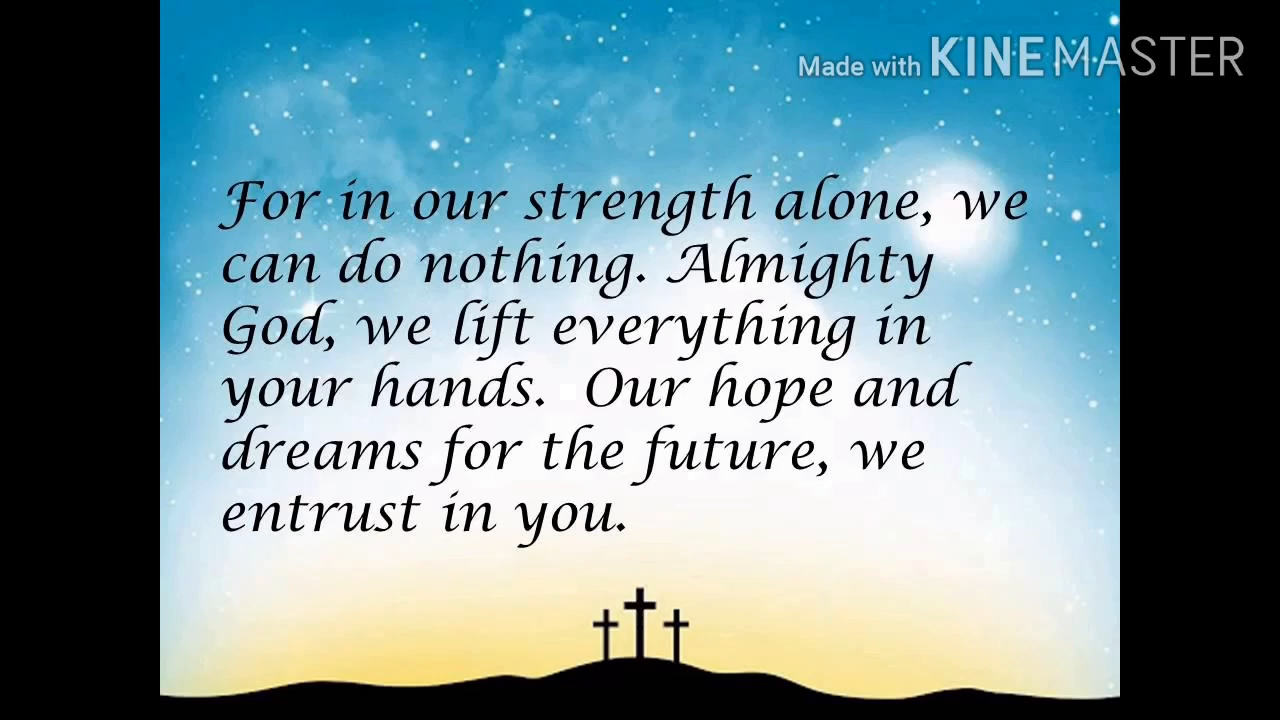 Made with KINEMASTER
For in our strength alone, we
can do nothing. Almighty
God, we lift everything in
your hands.  Our hope and
dreams for the future, we
entrust in you.